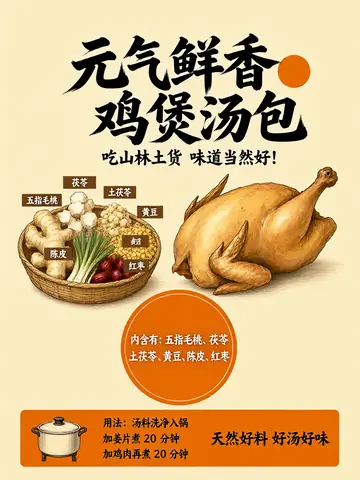 元气鲜香
鸡煲汤包
吃山林土货 味道当然好!
茯苓
土茯苓
五指毛桃
黄豆
陈皮
红枣
内含有:五指毛桃、茯苓
土茯苓、黄豆、陈皮、红枣
用法:汤料洗净入锅
加姜片煮 20 分钟
加鸡肉再煮 20 分钟
天然好料 好汤好味